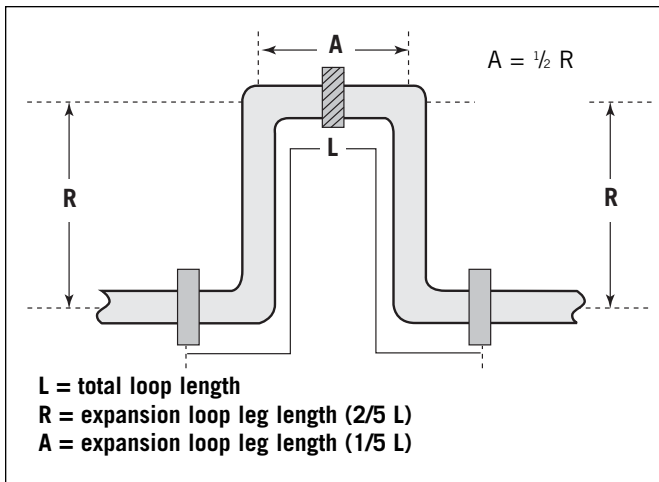 A
A = ½ R
R
L
R
L = total loop length
R = expansion loop leg length (2/5 L)
A = expansion loop leg length (1/5 L)